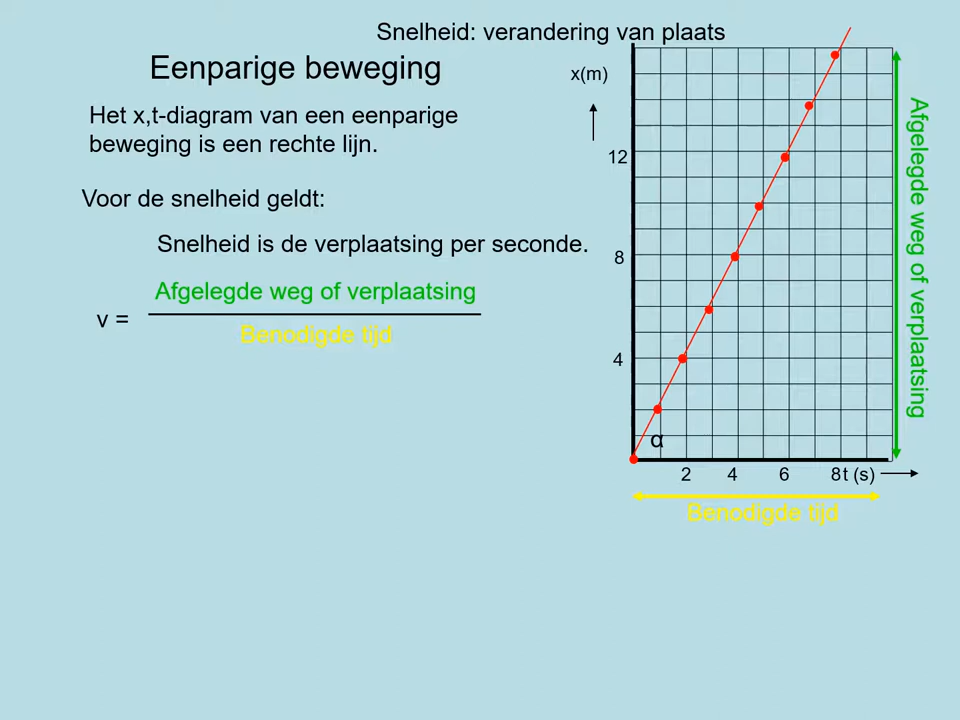 Snelheid: verandering van plaats
Eenparige beweging
Het x,t-diagram van een eenparige
beweging is een rechte lijn.
Voor de snelheid geldt:
Snelheid is de verplaatsing per seconde.
Afgelegde weg of verplaatsing
v =
Benodigde tijd
x(m)
12
8
4
α
2 4 6 8 t (s)
Benodigde tijd
Afgelegde weg of verplaatsing